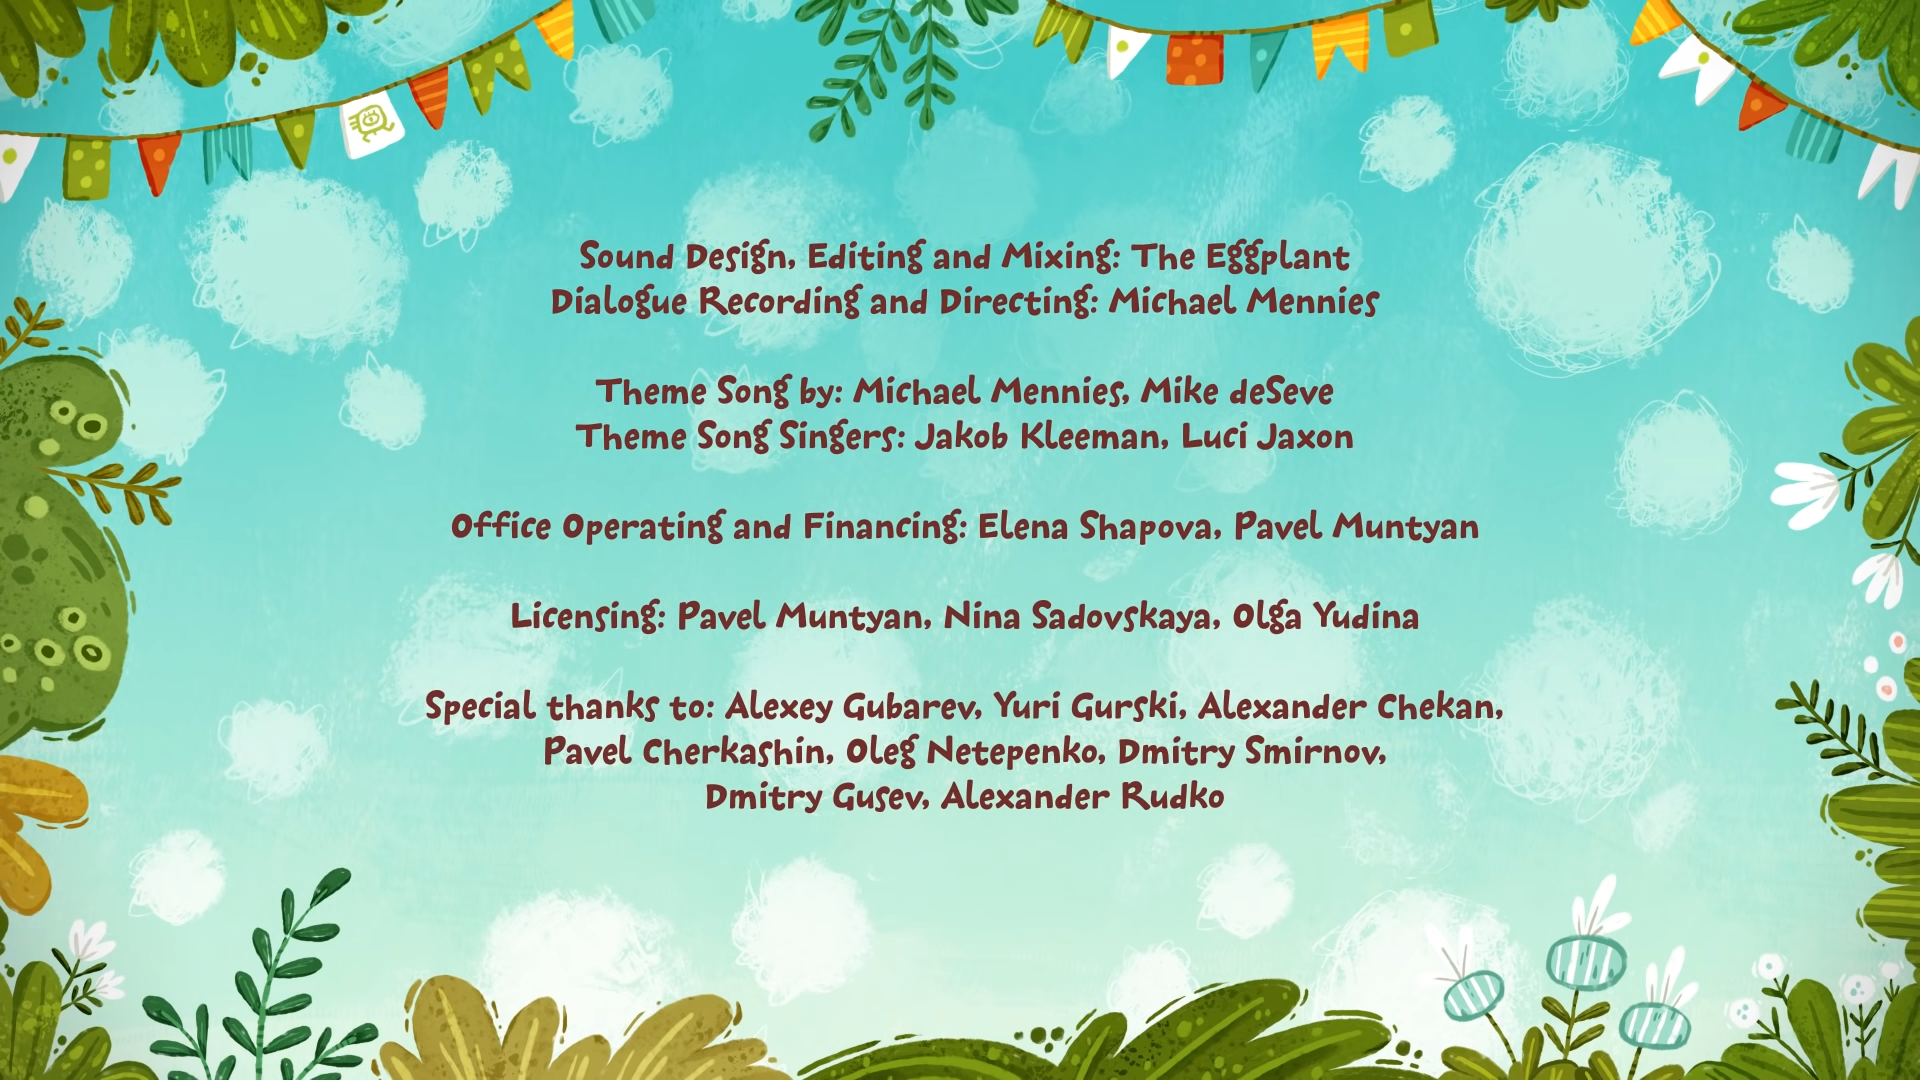 Sound Design, Editing and Mixing: The Eggplant
Dialogue Recording and Directing: Michael Mennies
Theme Song by: Michael Mennies, Mike deSeve
Theme Song Singers: Jakob Kleeman, Luci Jaxon
Office Operating and Financing: Elena Shapova, Pavel Muntyan
Licensing: Pavel Muntyan, Nina Sadovskaya, Olga Yudina
Special thanks to: Alexey Gubarev, Yuri Gurski, Alexander Chekan,
Pavel Cherkashin, Oleg Netepenko, Dmitry Smirnov,
Dmitry Gusev, Alexander Rudko